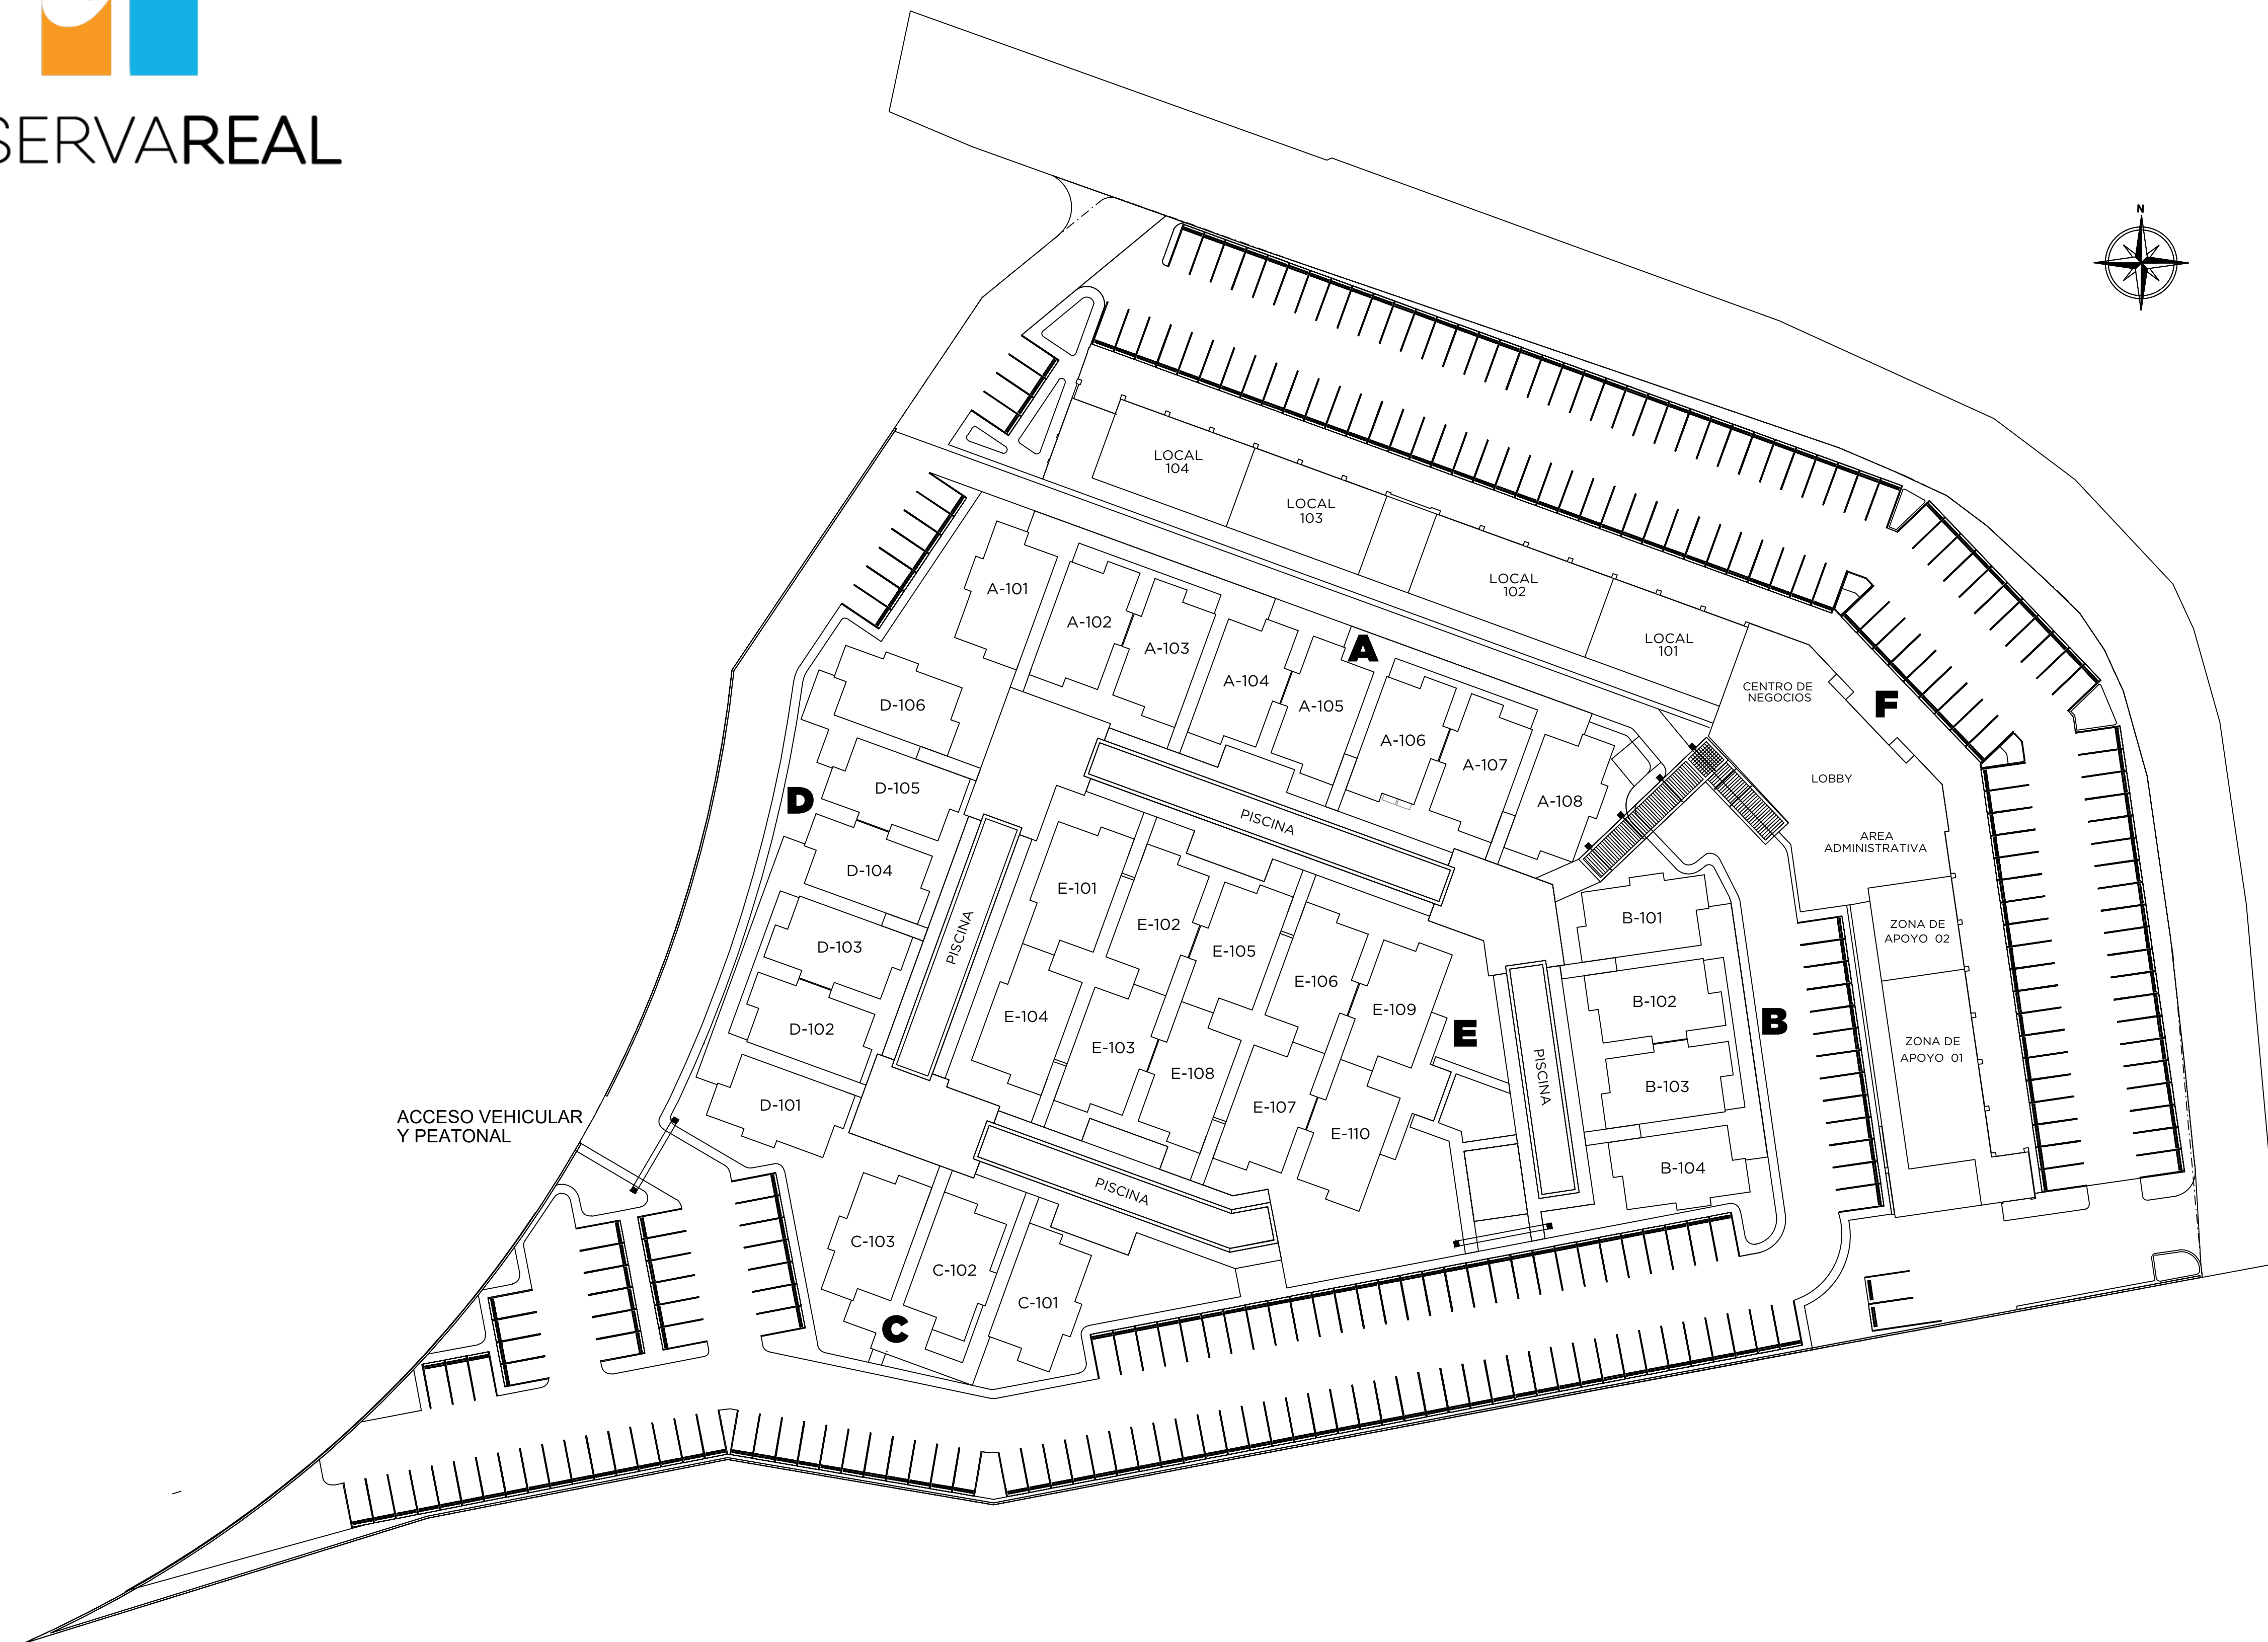 SERVAREAL
N
LOCAL
104
LOCAL
103
LOCAL
102
LOCAL
101
CENTRO DE
NEGOCIOS
F
LOBBY
AREA
ADMINISTRATIVA
ZONA DE
APOYO 02
ZONA DE
APOYO 01
A
A-101
A-102
A-103
A-104
A-105
A-106
A-107
A-108
PISCINA
D
D-106
D-105
D-104
D-103
D-102
D-101
PISCINA
E
E-101
E-102
E-105
E-106
E-109
E-104
E-103
E-108
E-107
E-110
PISCINA
B
B-101
B-102
B-103
B-104
PISCINA
C
C-103
C-102
C-101
ACCESO VEHICULAR
Y PEATONAL